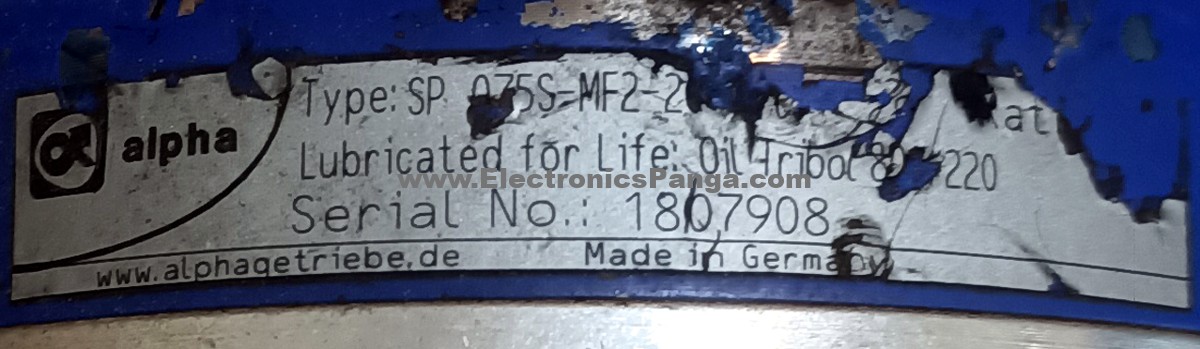 alpha
Type: SP 075S-MF2-2
Lubricated for Life: Oil Tribol 220
www.ElectronicsPanga.com
Serial No.: 1807908
www.alphagetriebe.de Made in Germany